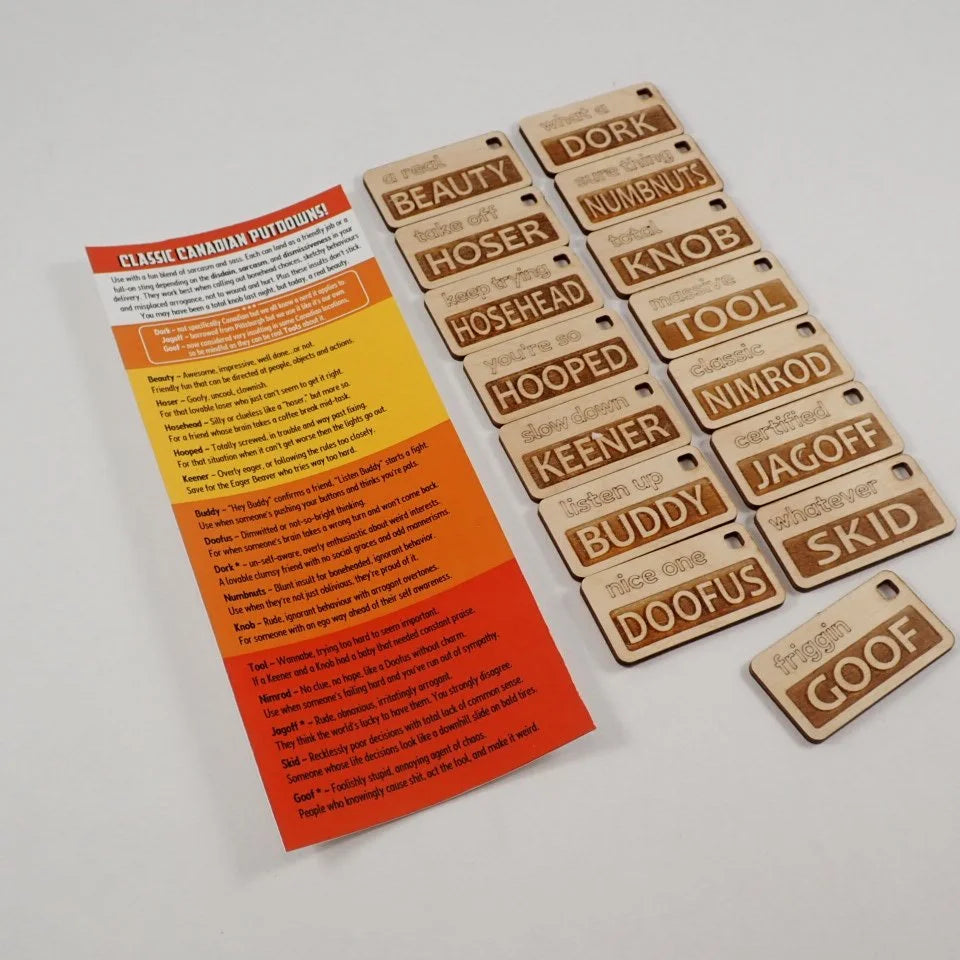 CLASSIC CANADIAN PUTDOWNS!
Use with a fun blend of sarcasm and sass. Each can land as a friendly job or a
full-on sting depending on the disdain, sarcasm, and dismissiveness in your
delivery. They work best when calling out bonehead choices, sketchy behaviours
and misplaced arrogance, not to wound and hurt. Plus these insults don't stick.
You may have been a total knob last night, but today, a real beauty.
***
Dork - not specifically Canadian but we all know a nerd it applies to
Jagoff - borrowed from Pittsburgh but we use it like it's our own.
Goof - now considered very insulting in some Canadian locations,
so be mindful as they can be real Tooly about it.
Beauty – Awesome, impressive, well done...or not.
Friendly fun that can be directed at people, objects and actions.
Hoser – Goofy, uncool, clownish.
For that lovable loser who just can't seem to get it right.
Hosehead – Silly or clueless like a "hoser," but more so.
For a friend whose brain takes a coffee break mid-task.
Hooped – Totally screwed, in trouble and way past fixing.
For that situation when it can't get worse then the lights go out.
Keener – Overly eager, or following the rules too closely.
Save for the Eager Beaver who tries way too hard.
Buddy – "Hey Buddy" confirms a friend, "Listen Buddy" starts a fight.
Use when someone's pushing your buttons and thinks you're pals.
Doofus – Dimwitted or not-so-bright thinking.
For when someone's brain takes a wrong turn and won't come back
Dork * – un-self-aware, overly enthusiastic about weird interests.
A lovable clumsy friend with no social graces and odd mannerisms.
Numbnuts – Blunt insult for boneheaded, ignorant behavior.
Use when they're not just oblivious, they're proud of it.
Knob – Rude, ignorant behaviour with arrogant overtones.
For someone with an ego way ahead of their self awareness.
Tool – Wannabe, trying too hard to seem important.
If a Keener and a Knob had a baby that needed constant praise.
Nimrod – No clue, no hope, like a Doofus without charm.
Use when someone's failing hard and you've run out of sympathy.
Jagoff * – Rude, obnoxious, irritatingly arrogant.
They think the world's lucky to have them. You strongly disagree.
Skid – Recklessly poor decisions with total lack of common sense.
Someone whose life decisions look like a downhill slide on bald tires.
Goof * – Foolishly stupid, annoying agent of chaos.
People who knowingly cause shit, act the fool, and make it weird.
a real
BEAUTY
take off
HOSER
keep trying
HOSEHEAD
you're so
HOOPED
slow down
KEENER
listen up
BUDDY
nice one
DOOFUS
what a
DORK
sure thing
NUMBNUTS
total
KNOB
massive
TOOL
classic
NIMROD
certified
JAGOFF
whatever
SKID
friggin
GOOF